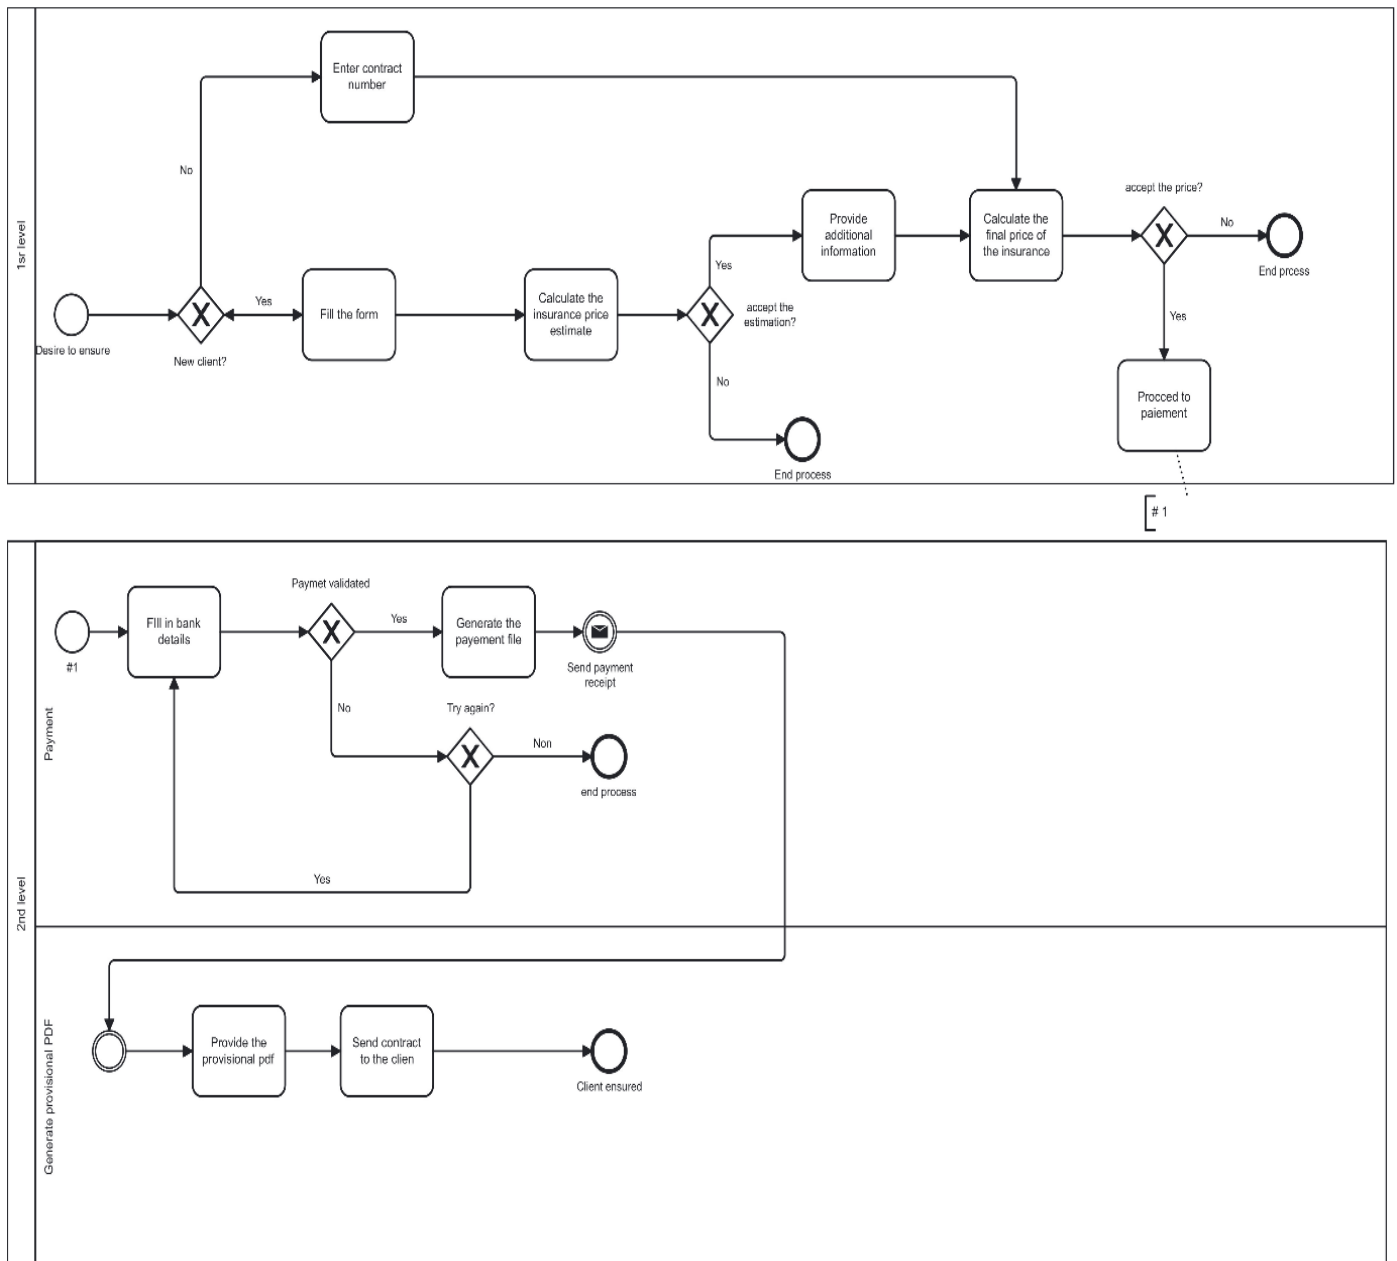 1sr level
Enter contract
number
No
accept the price?
Provide
additional
information
Calculate the
final price of
the insurance
No
End prcess
Yes
Yes
Fill the form
Calculate the
insurance price
estimate
accept the
estimation?
Yes
Desire to ensure
New client?
No
Procced to
paiement
End process
# 1
2nd level
Payment
Paymet validated
FIll in bank
details
Yes
Generate the
payement file
#1
Send payment
receipt
No
Try again?
Non
end process
Yes
Generate provisional PDF
Provide the
provisional pdf
Send contract
to the clien
Client ensured